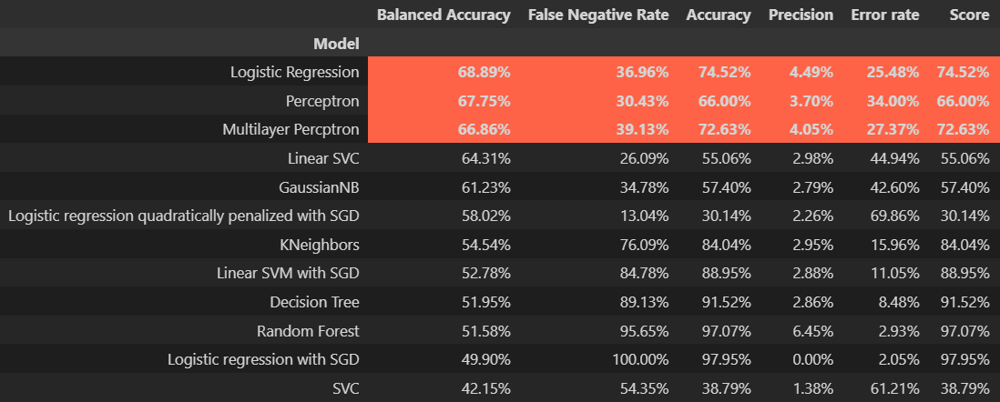 Balanced Accuracy False Negative Rate Accuracy Precision Error rate Score
Model
Logistic Regression 68.89% 36.96% 74.52% 4.49% 25.48% 74.52%
Perceptron 67.75% 30.43% 66.00% 3.70% 34.00% 66.00%
Multilayer Percptron 66.86% 39.13% 72.63% 4.05% 27.37% 72.63%
Linear SVC 64.31% 26.09% 55.06% 2.98% 44.94% 55.06%
GaussianNB 61.23% 34.78% 57.40% 2.79% 42.60% 57.40%
Logistic regression quadratically penalized with SGD 58.02% 13.04% 30.14% 2.26% 69.86% 30.14%
KNeighbors 54.54% 76.09% 84.04% 2.95% 15.96% 84.04%
Linear SVM with SGD 52.78% 84.78% 88.95% 2.88% 11.05% 88.95%
Decision Tree 51.95% 89.13% 91.52% 2.86% 8.48% 91.52%
Random Forest 51.58% 95.65% 97.07% 6.45% 2.93% 97.07%
Logistic regression with SGD 49.90% 100.00% 97.95% 0.00% 2.05% 97.95%
SVC 42.15% 54.35% 38.79% 1.38% 61.21% 38.79%